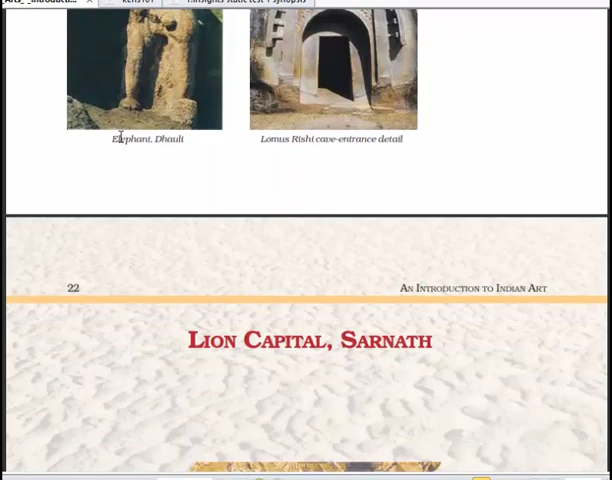 Elephant, Dhauli
Lomus Rishi cave-entrance detail
22
An Introduction to Indian Art
Lion Capital, Sarnath